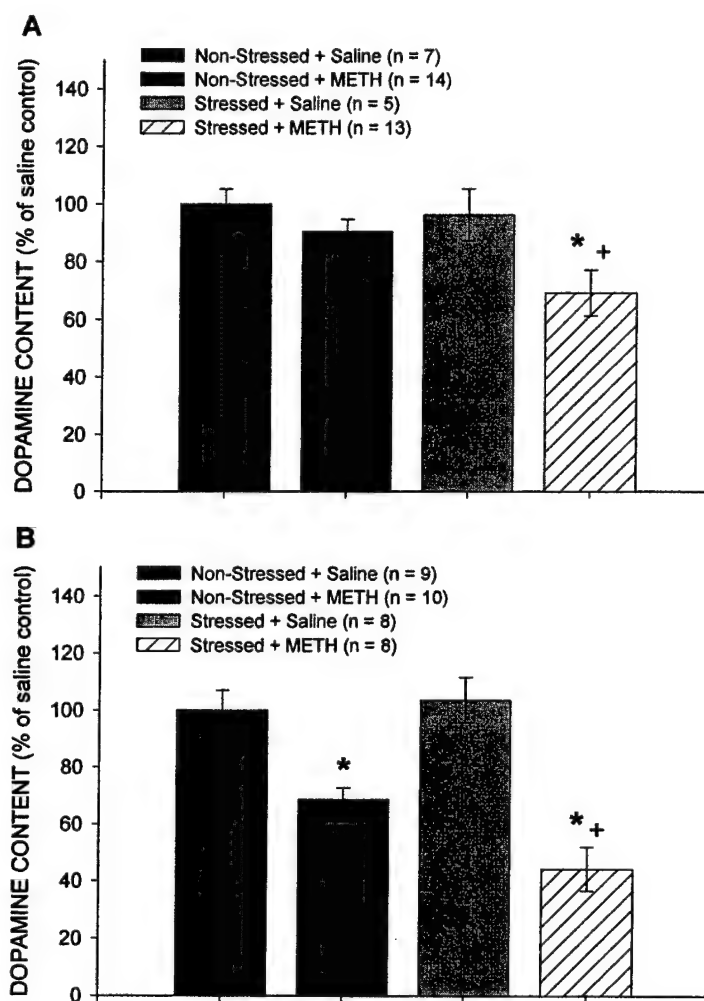 A
Non-Stressed + Saline (n = 7)
Non-Stressed + METH (n = 14)
Stressed + Saline (n = 5)
Stressed + METH (n = 13)
DOPAMINE CONTENT (% of saline control)
140
120
100
80
60
40
20
0
* +
B
Non-Stressed + Saline (n = 9)
Non-Stressed + METH (n = 10)
Stressed + Saline (n = 8)
Stressed + METH (n = 8)
DOPAMINE CONTENT (% of saline control)
140
120
100
80
60
40
20
0
*
* +